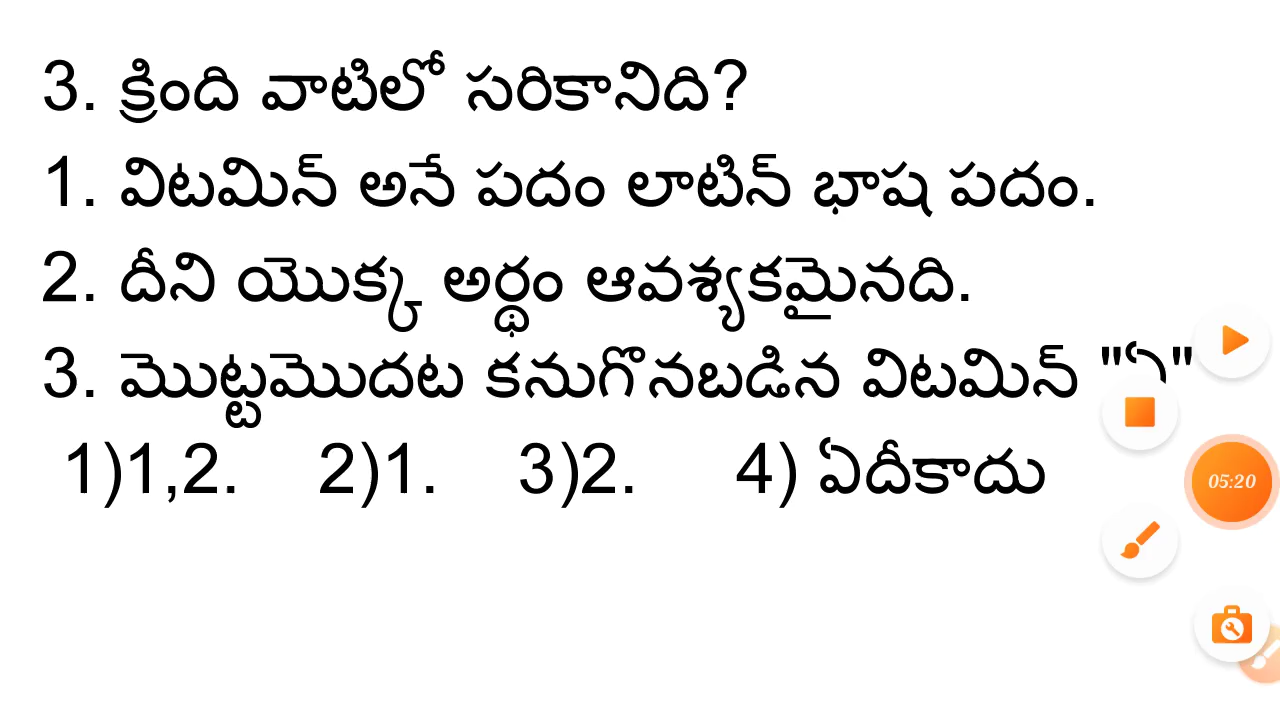 3. క్రింది వాటిలో సరికానిది?
1. విటమిన్ అనే పదం లాటిన్ భాష పదం.
2. దీని యొక్క అర్థం ఆవశ్యకమైనది.
3. మొట్టమొదట కనుగొనబడిన విటమిన్
1)1,2. 2)1. 3)2. 4) ఏదీకాదు
05:20